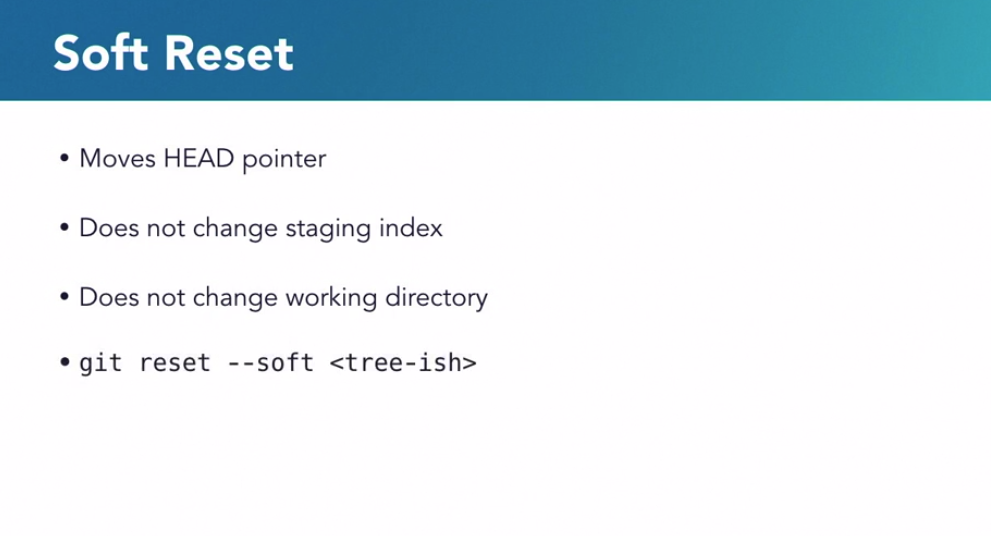 Soft Reset
• Moves HEAD pointer
• Does not change staging index
• Does not change working directory
• git reset --soft <tree-ish>